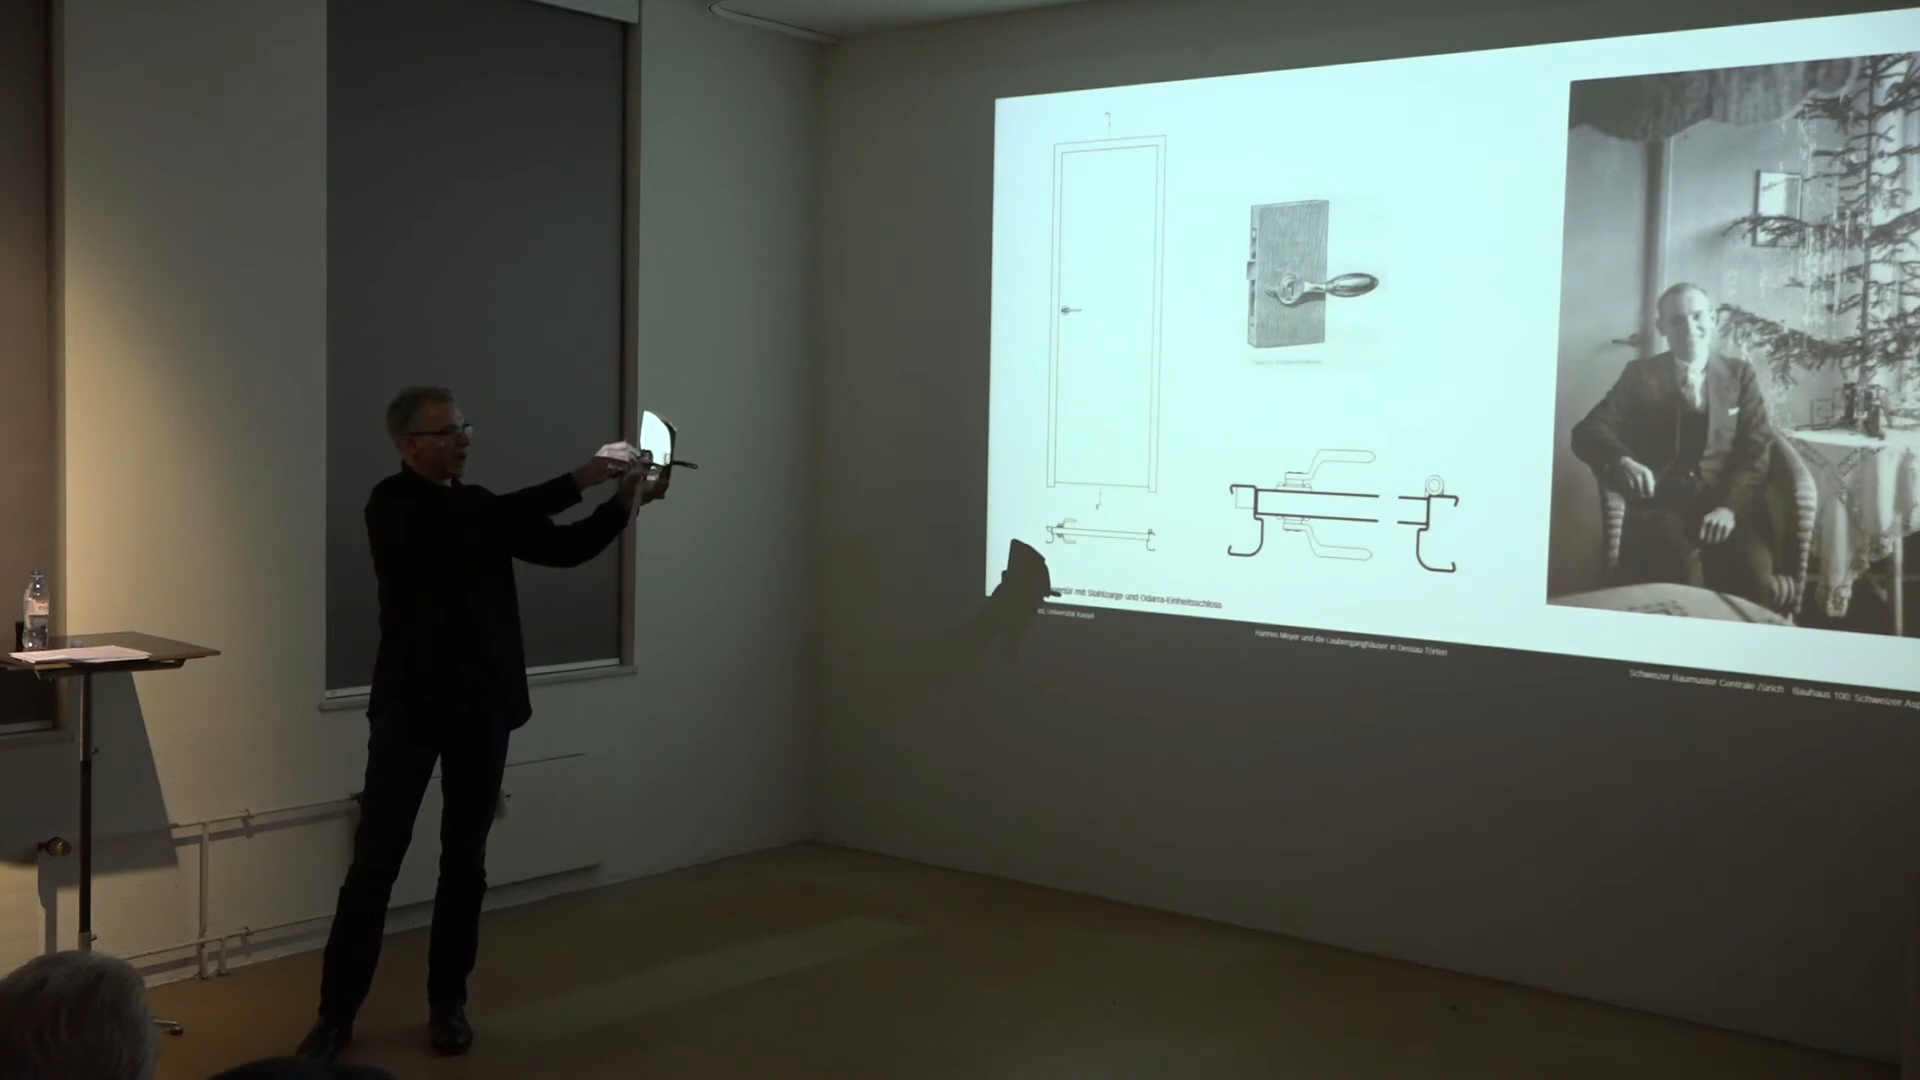 mit Stahlzarge und Odarra-Einheitsschloss
Universität Kassel
Hannes Meyer und die Laubenganghäuser in Dessau Törten
Schweizer Baumuster Centrale Zürich Bauhaus 100: Schweizer